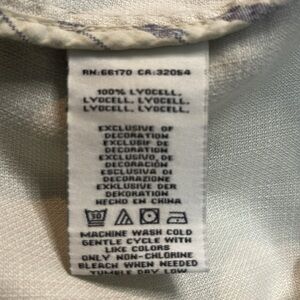 RN:66170 CA:32054
100% LYOCELL.
LYOCELL. LYOCELL.
LYOCELL. LYOCELL.
EXCLUSIVE OF
DECORATION
EXCLUSIF DE
DECORATION
EXCLUSIVO, DE
DECORACIÓN
ESCLUSIVA DI
DECORAZIONE
EXKLUSIVE DER
DEKORATION
HECHO EN CHINA
30
MACHINE WASH COLD
GENTLE CYCLE WITH
LIKE COLORS
ONLY NON-CHLORINE
BLEACH WHEN NEEDED
TUMBLE DRY LOW